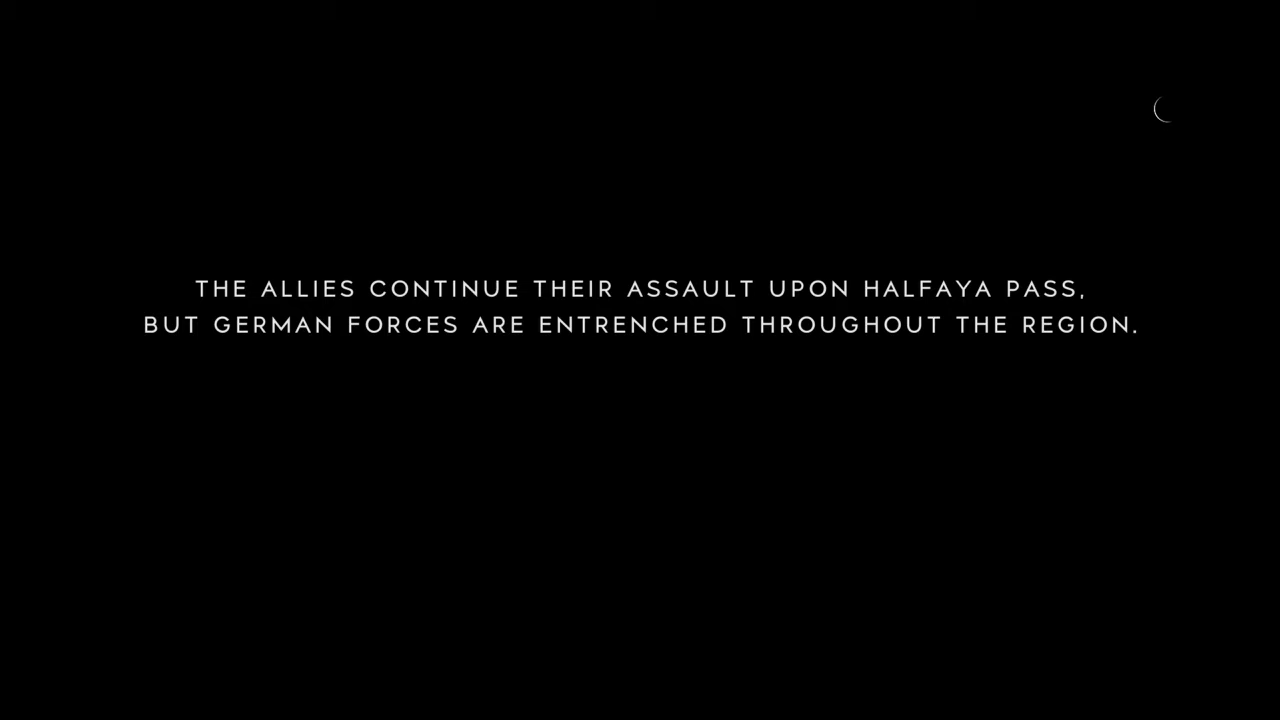 THE ALLIES CONTINUE THEIR ASSAULT UPON HALFAYA PASS,
BUT GERMAN FORCES ARE ENTRENCHED THROUGHOUT THE REGION.